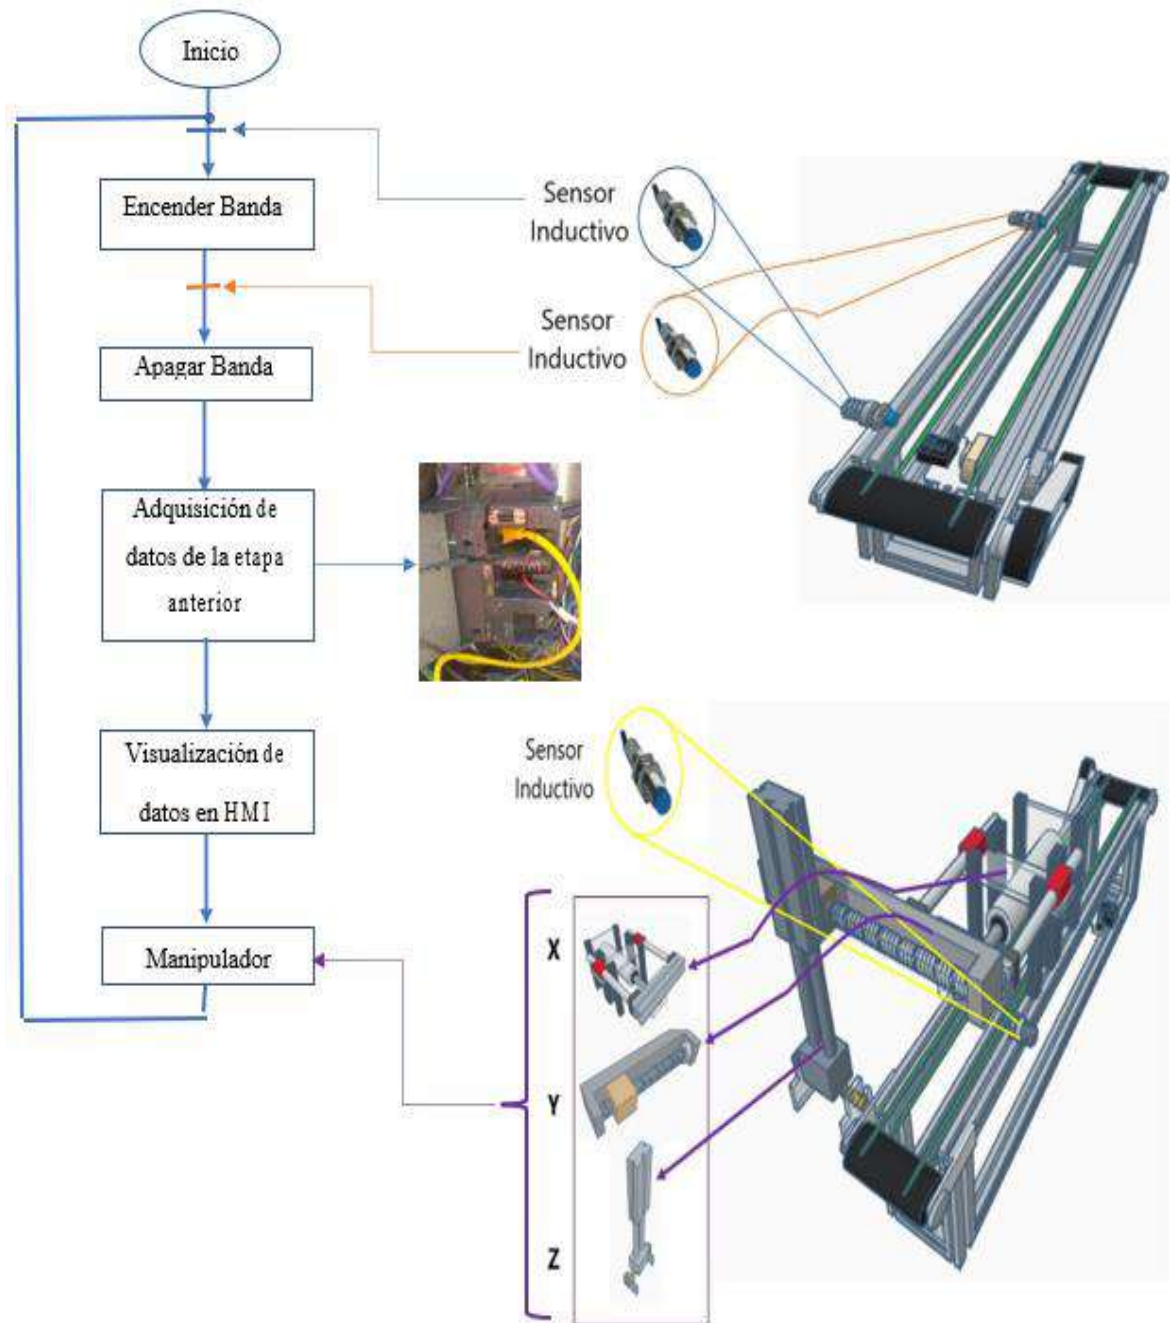 Inicio
Encender Banda
Sensor
Inductivo
Sensor
Inductivo
Apagar Banda
Adquisición de
datos de la etapa
anterior
Visualización de
datos en HMI
Sensor
Inductivo
Manipulador
X
Y
Z